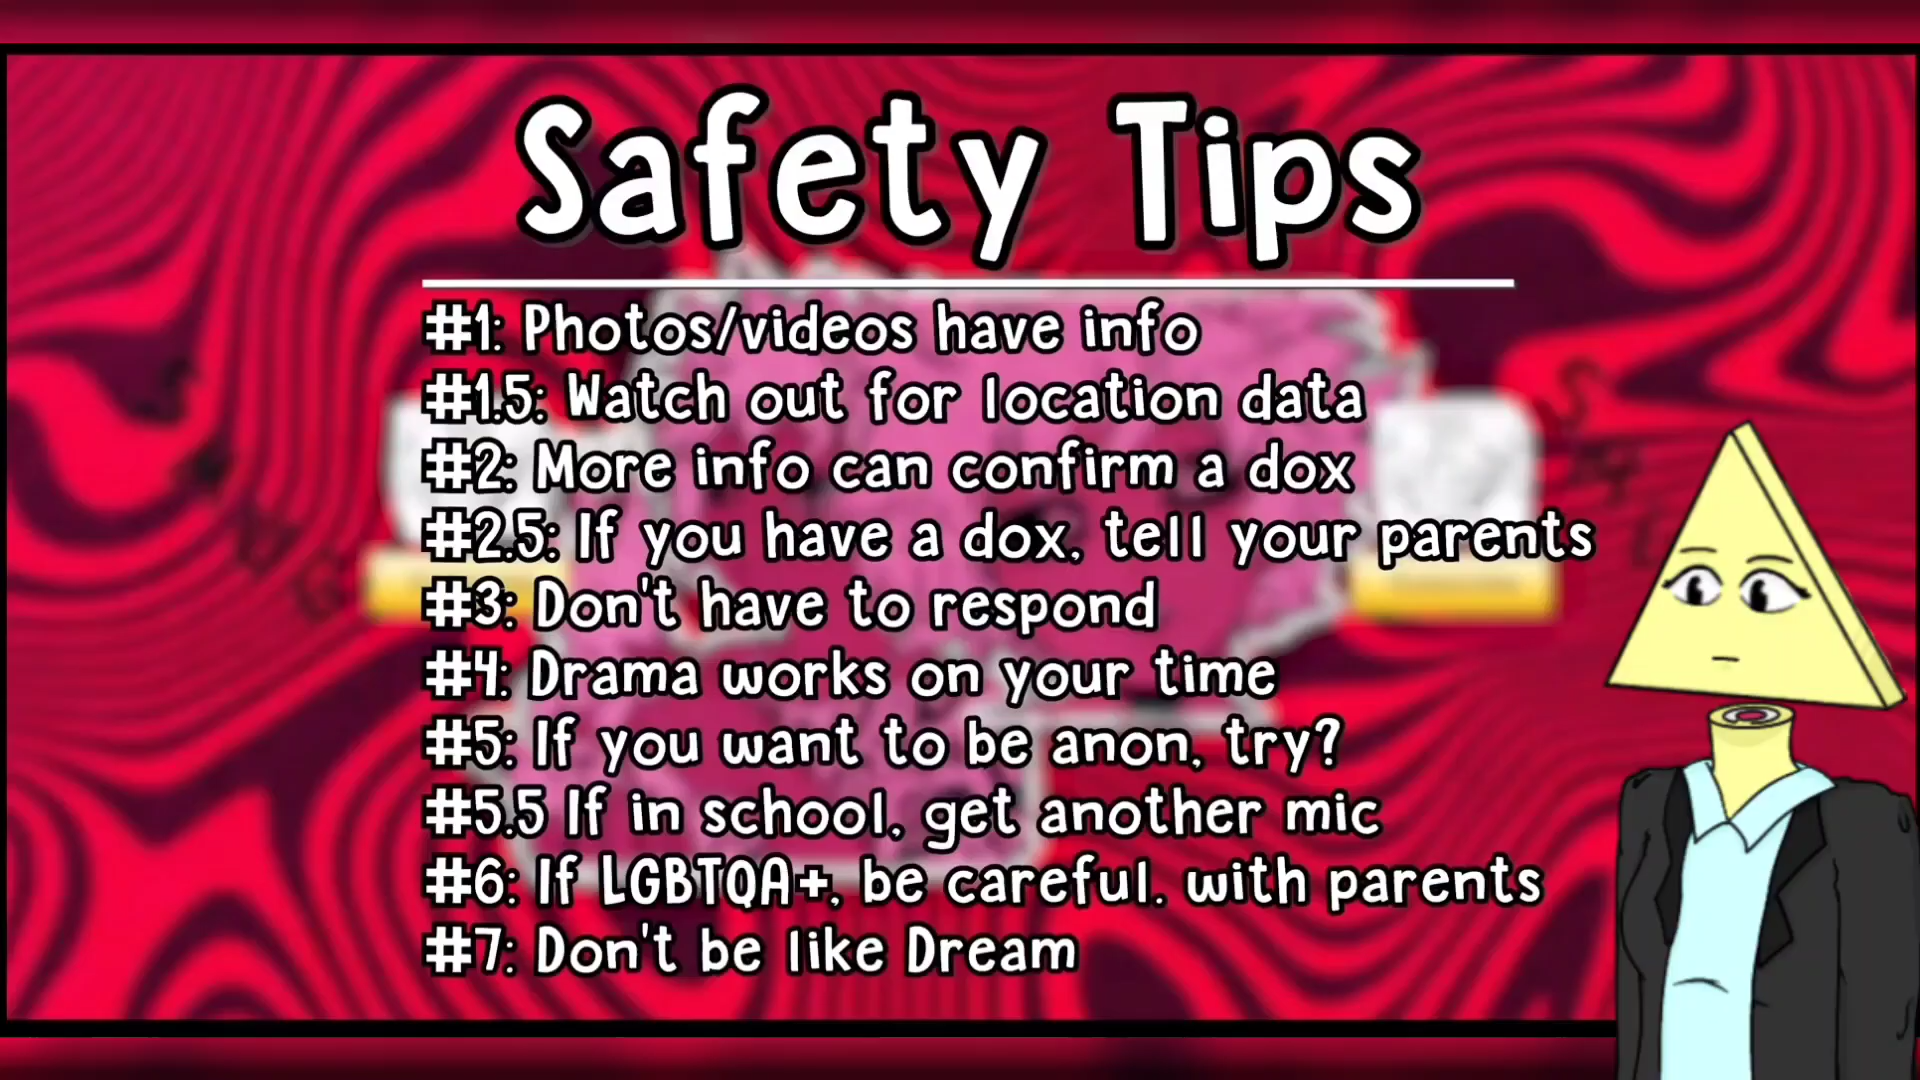 Safety Tips
#1: Photos/videos have info
#1.5: Watch out for location data
#2: More info can confirm a dox
#2.5: If you have a dox, tell your parents
#3: Don't have to respond
#4: Drama works on your time
#5: If you want to be anon, try?
#5.5 If in school, get another mic
#6: If LGBTQA+, be careful. with parents
#7: Don't be like Dream